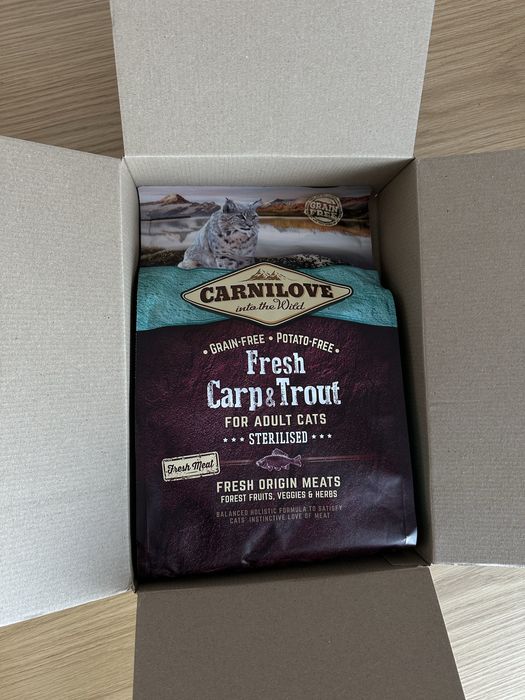 GRAIN
FREE
CARNILOVE
into the Wild
• GRAIN-FREE • POTATO-FREE •
Fresh
Carp & Trout
FOR ADULT CATS
*** STERILISED ***
Fresh Meat
FRESH ORIGIN MEATS
FOREST FRUITS, VEGGIES & HERBS
BALANCED HOLISTIC FORMULA TO SATISFY
CATS' INSTINCTIVE LOVE OF MEAT